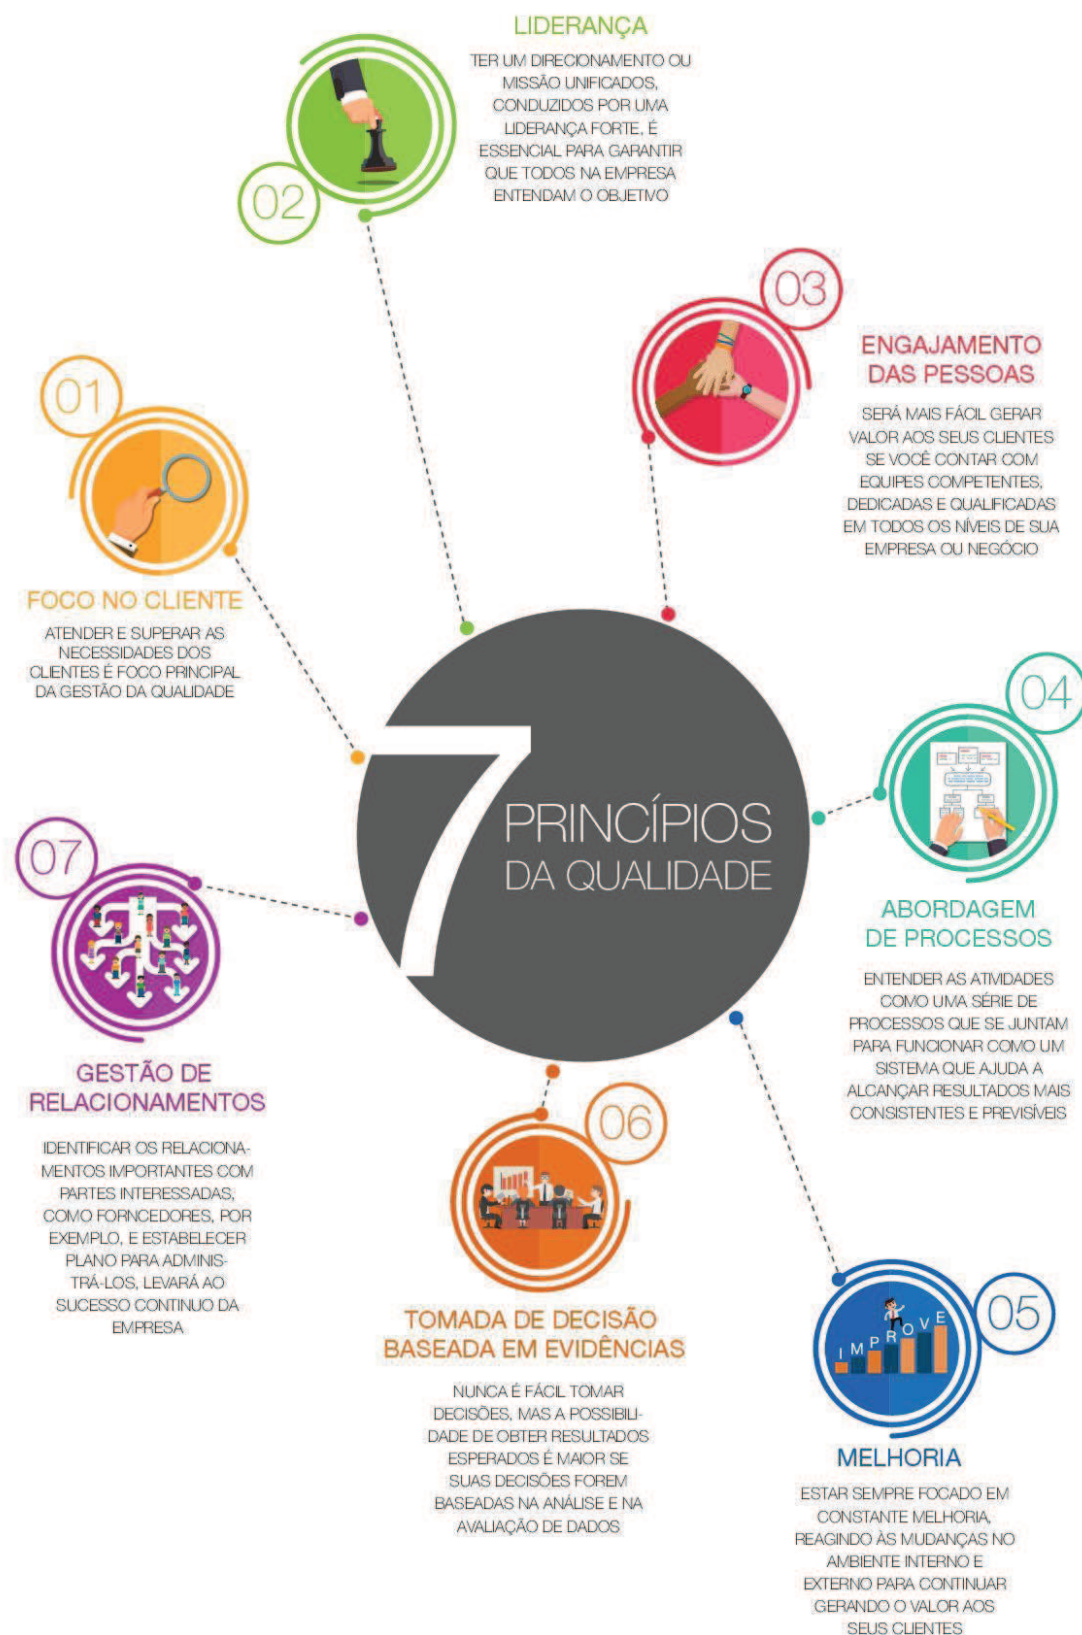 7
PRINCÍPIOS
DA QUALIDADE
01
FOCO NO CLIENTE
ATENDER E SUPERAR AS
NECESSIDADES DOS
CLIENTES É FOCO PRINCIPAL
DA GESTÃO DA QUALIDADE
02
LIDERANÇA
TER UM DIRECIONAMENTO OU
MISSÃO UNIFICADOS,
CONDUZIDOS POR UMA
LIDERANÇA FORTE, É
ESSENCIAL PARA GARANTIR
QUE TODOS NA EMPRESA
ENTENDAM O OBJETIVO
03
ENGAJAMENTO
DAS PESSOAS
SERÁ MAIS FÁCIL GERAR
VALOR AOS SEUS CLIENTES
SE VOCÊ CONTAR COM
EQUIPES COMPETENTES,
DEDICADAS E QUALIFICADAS
EM TODOS OS NÍVEIS DE SUA
EMPRESA OU NEGÓCIO
04
ABORDAGEM
DE PROCESSOS
ENTENDER AS ATIVIDADES
COMO UMA SÉRIE DE
PROCESSOS QUE SE JUNTAM
PARA FUNCIONAR COMO UM
SISTEMA QUE AJUDA A
ALCANÇAR RESULTADOS MAIS
CONSISTENTES E PREVISÍVEIS
05
IMPROVE
MELHORIA
ESTAR SEMPRE FOCADO EM
CONSTANTE MELHORIA,
REAGINDO ÀS MUDANÇAS NO
AMBIENTE INTERNO E
EXTERNO PARA CONTINUAR
GERANDO O VALOR AOS
SEUS CLIENTES
06
TOMADA DE DECISÃO
BASEADA EM EVIDÊNCIAS
NUNCA É FÁCIL TOMAR
DECISÕES, MAS A POSSIBILI-
DADE DE OBTER RESULTADOS
ESPERADOS É MAIOR SE
SUAS DECISÕES FOREM
BASEADAS NA ANÁLISE E NA
AVALIAÇÃO DE DADOS
07
GESTÃO DE
RELACIONAMENTOS
IDENTIFICAR OS RELACIONA-
MENTOS IMPORTANTES COM
PARTES INTERESSADAS,
COMO FORNCEDORES, POR
EXEMPLO, E ESTABELECER
PLANO PARA ADMINIS-
TRÁ-LOS, LEVARÁ AO
SUCESSO CONTINUO DA
EMPRESA